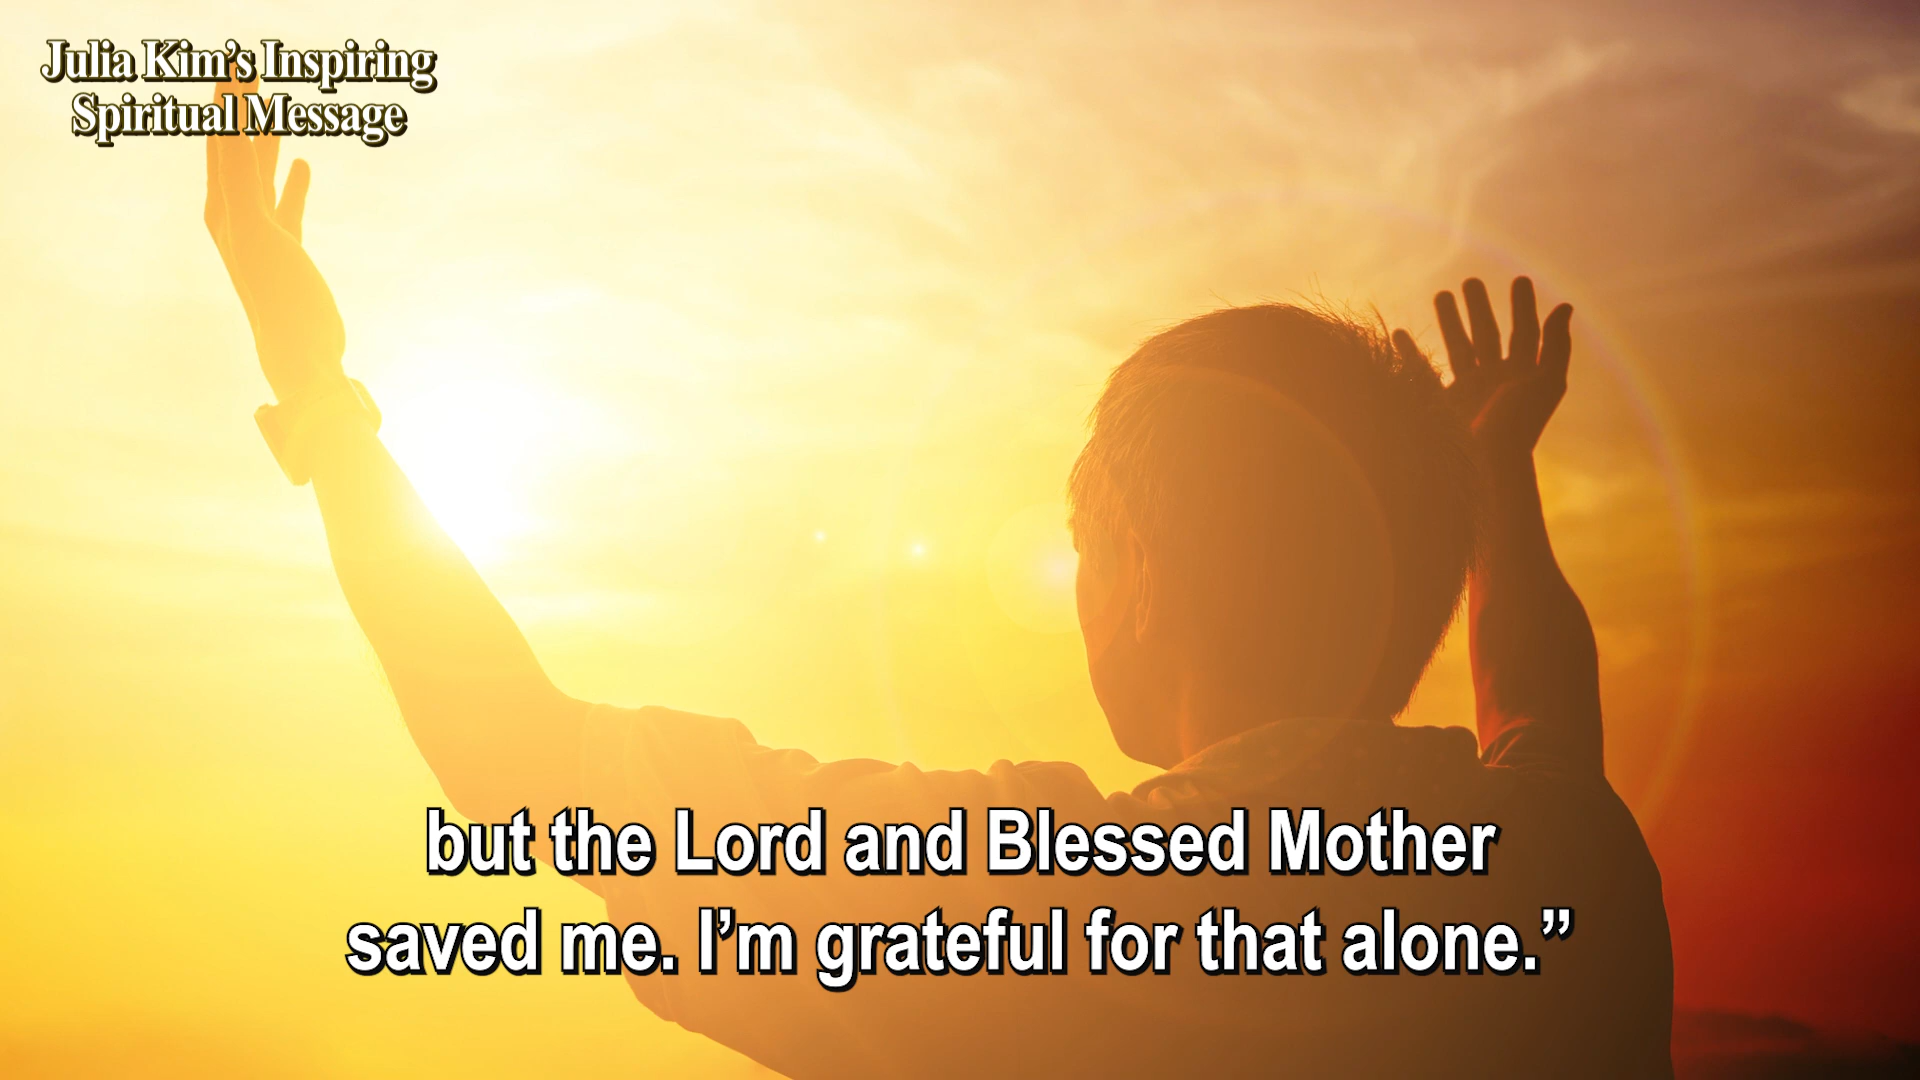 Julia Kim's Inspiring
Spiritual Message
but the Lord and Blessed Mother
saved me. I’m grateful for that alone.”